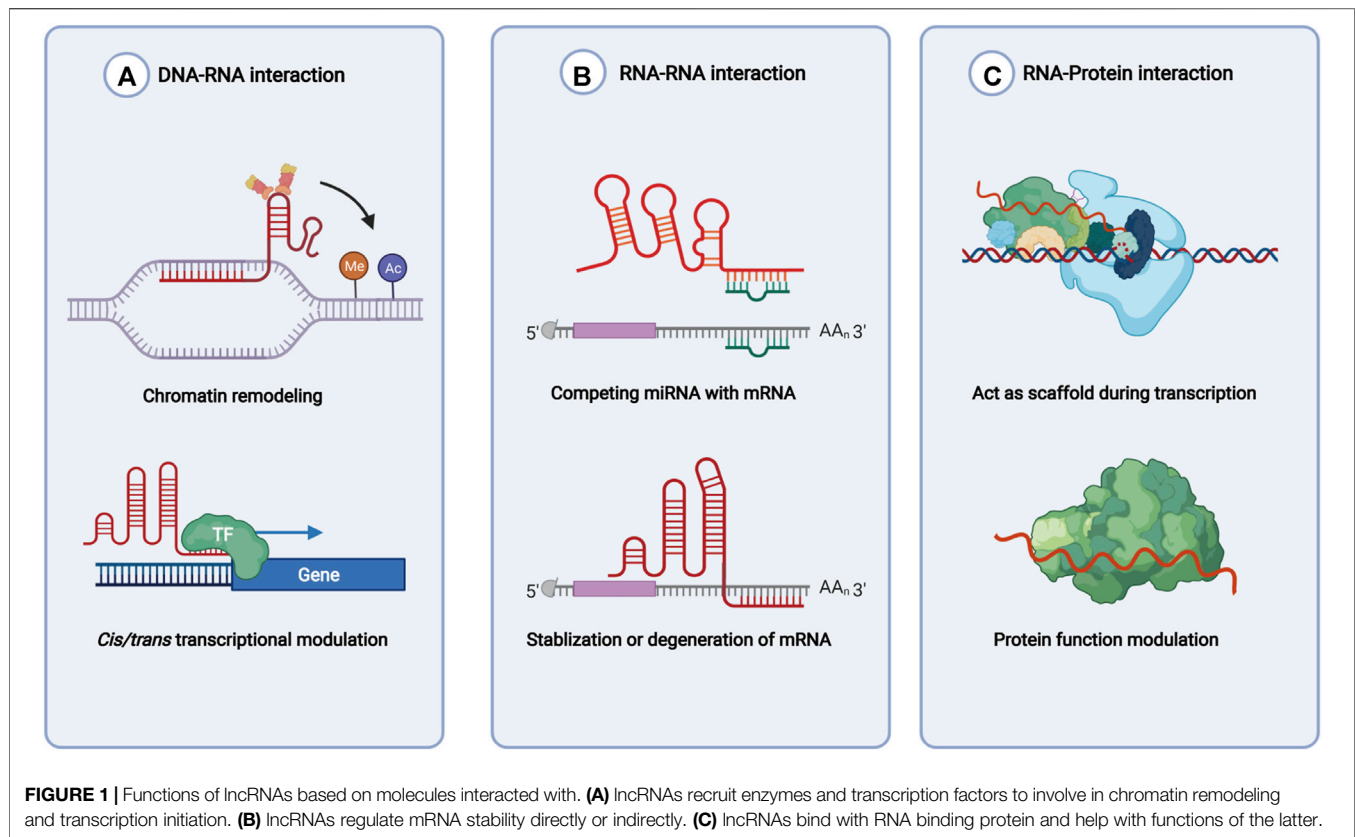 A DNA-RNA interaction
Me Ac
Chromatin remodeling
TF
Gene
Cis/trans transcriptional modulation
B RNA-RNA interaction
5' AAn 3'
Competing miRNA with mRNA
5' AAn 3'
Stablization or degeneration of mRNA
C RNA-Protein interaction
Act as scaffold during transcription
Protein function modulation
FIGURE 1 | Functions of lncRNAs based on molecules interacted with. (A) lncRNAs recruit enzymes and transcription factors to involve in chromatin remodeling
and transcription initiation. (B) lncRNAs regulate mRNA stability directly or indirectly. (C) lncRNAs bind with RNA binding protein and help with functions of the latter.